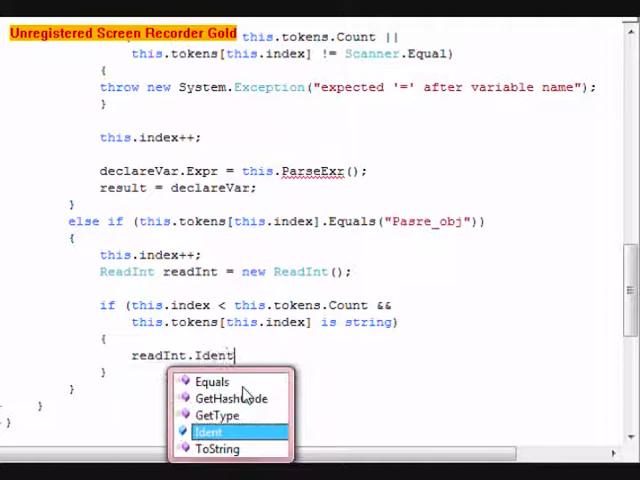 Unregistered Screen Recorder Gold
this.tokens.Count ||
this.tokens[this.index] != Scanner.Equal)
{
throw new System.Exception("expected '=' after variable name");
}
this.index++;
declareVar.Expr = this.ParseExr();
result = declareVar;
}
else if (this.tokens[this.index].Equals("Pasre_obj"))
{
this.index++;
ReadInt readInt = new ReadInt();
if (this.index < this.tokens.Count &&
this.tokens[this.index] is string)
{
readInt.Ident
}
}
}
}
Equals
GetHashCode
GetType
Ident
ToString